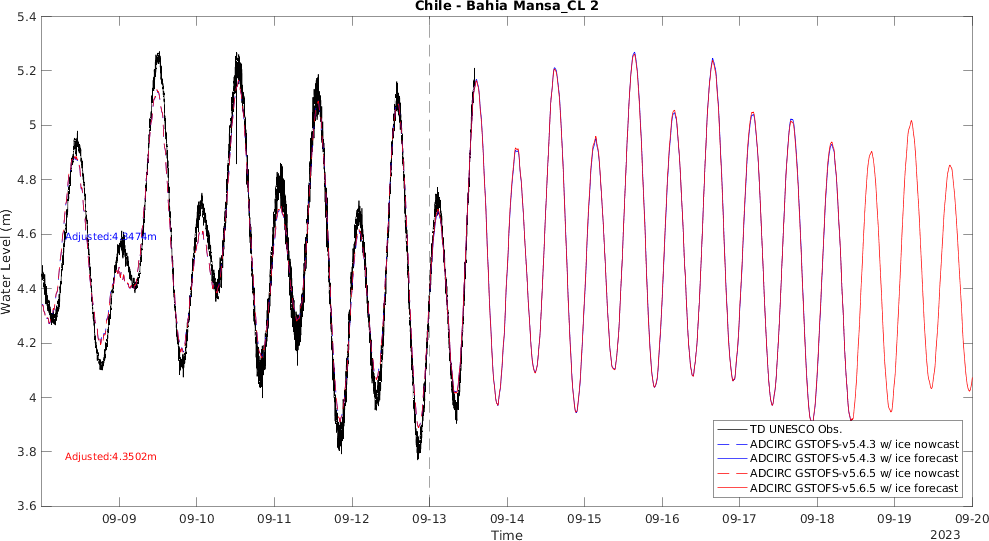 Chile - Bahia Mansa_CL 2
Water Level (m)
5.4
5.2
5
4.8
4.6
4.4
4.2
4
3.8
3.6
Adjusted:4.3474m
Adjusted:4.3502m
TD UNESCO Obs.
ADCIRC GSTOFS-v5.4.3 w/ ice nowcast
ADCIRC GSTOFS-v5.4.3 w/ ice forecast
ADCIRC GSTOFS-v5.6.5 w/ ice nowcast
ADCIRC GSTOFS-v5.6.5 w/ ice forecast
09-09 09-10 09-11 09-12 09-13 09-14 09-15 09-16 09-17 09-18 09-19 09-20
Time
2023